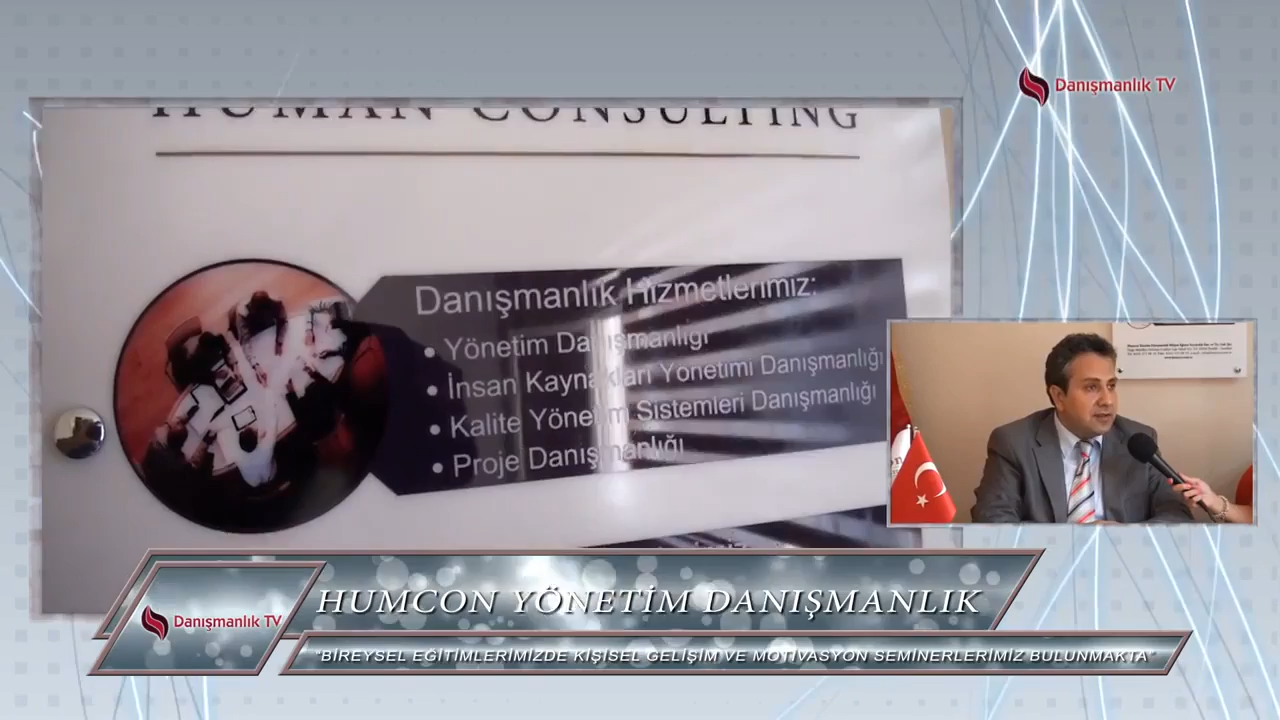 Danışmanlık TV
HUMAN CONSULTING
Danışmanlık Hizmetlerimiz:
• Yönetim Danışmanlığı
• İnsan Kaynakları Yönetimi Danışmanlığı
• Kalite Yönetim Sistemleri Danışmanlığı
• Proje Danışmanlığı
HUMCON YÖNETİM DANIŞMANLIK
Danışmanlık TV
"BİREYSEL EĞİTİMLERİMİZDE KİŞİSEL GELİŞİM VE MOTİVASYON SEMİNERLERİMİZ BULUNMAKTA"